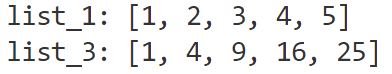 list_1: [1, 2, 3, 4, 5]
list_3: [1, 4, 9, 16, 25]